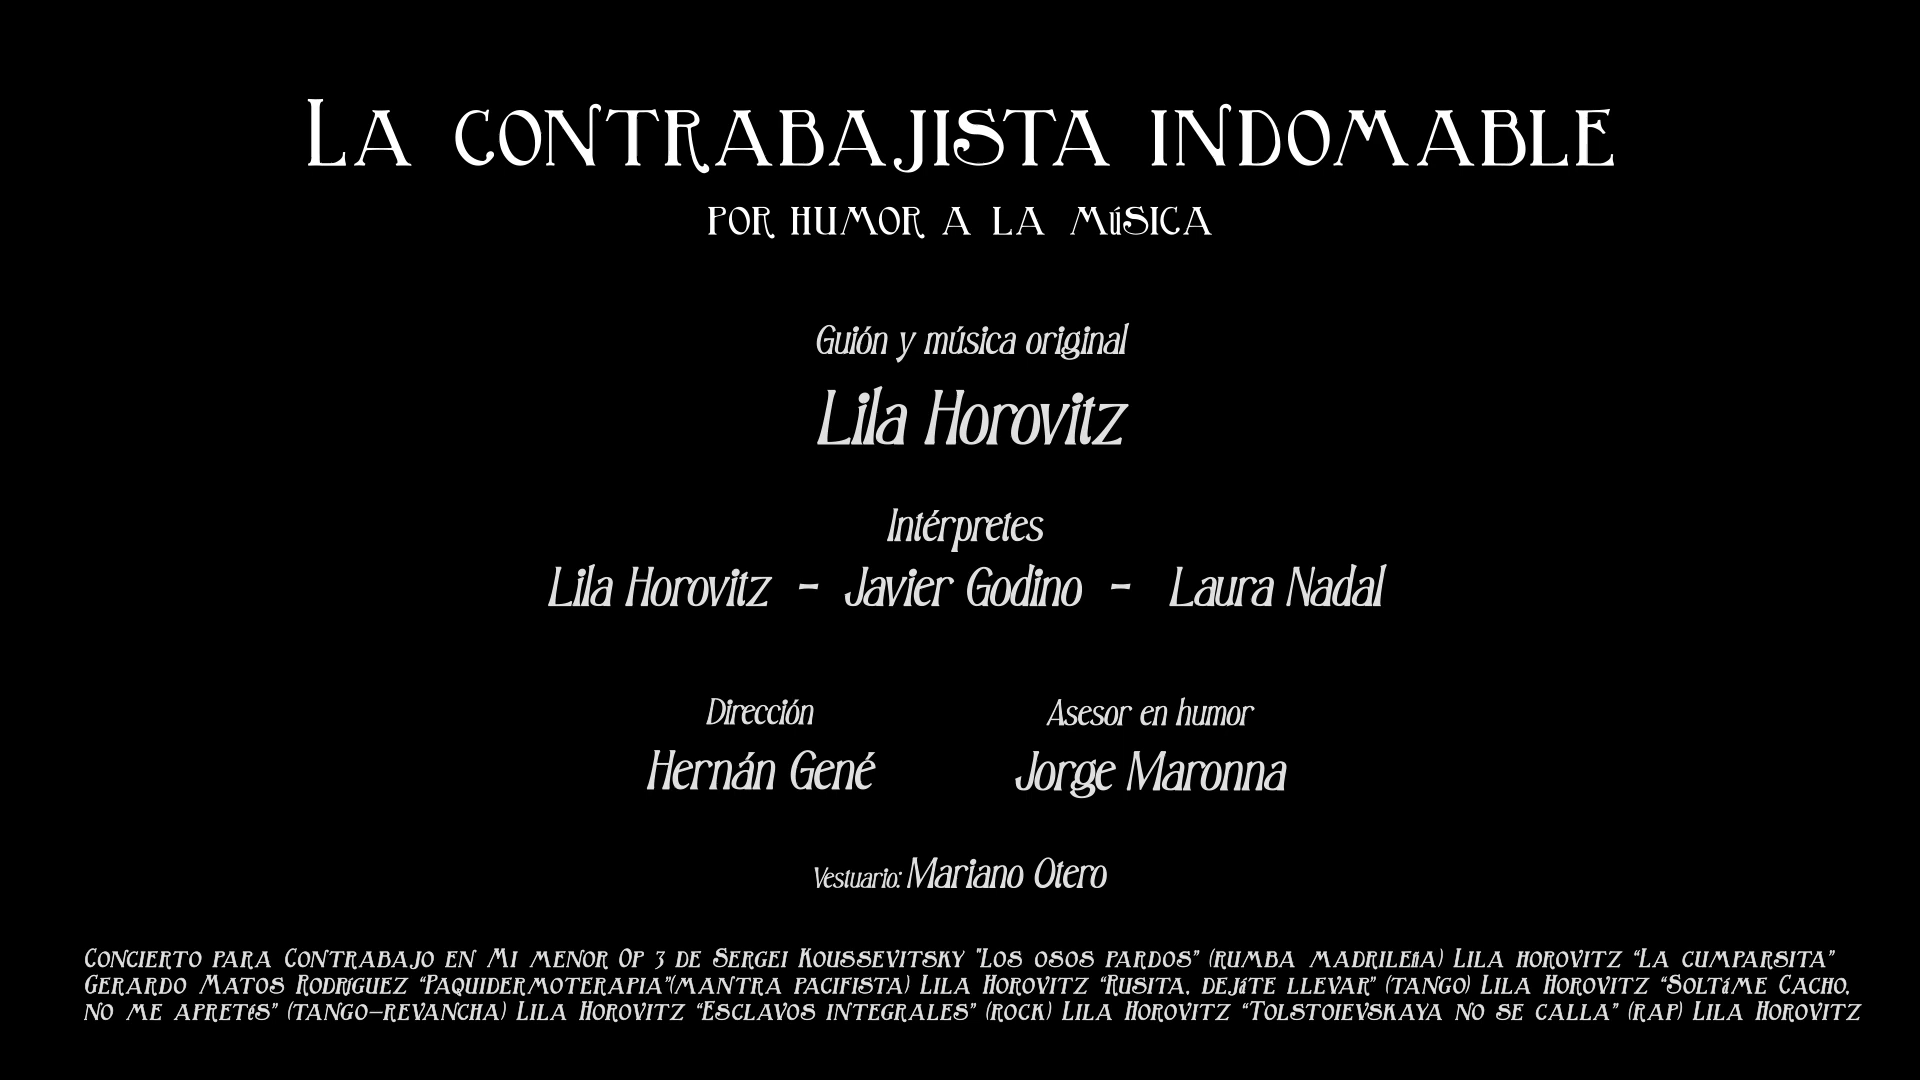 La contrabajista indomable
por humor a la música
Guión y música original
Lila Horovitz
Intérpretes
Lila Horovitz - Javier Godino - Laura Nadal
Dirección Asesor en humor
Hernán Gené Jorge Maronna
Vestuario: Mariano Otero
Concierto para Contrabajo en Mi menor Op 3 de Sergei Koussevitsky "Los osos pardos" (rumba madrileña) Lila horovitz "La cumparsita"
Gerardo Matos Rodríguez "Paquidermoterapia"(mantra pacifista) Lila Horovitz "Rusita, dejáte llevar" (tango) Lila Horovitz "Soltáme Cacho,
no me apretés" (tango-revancha) Lila Horovitz "Esclavos integrales" (rock) Lila Horovitz "Tolstoievskaya no se calla" (rap) Lila Horovitz